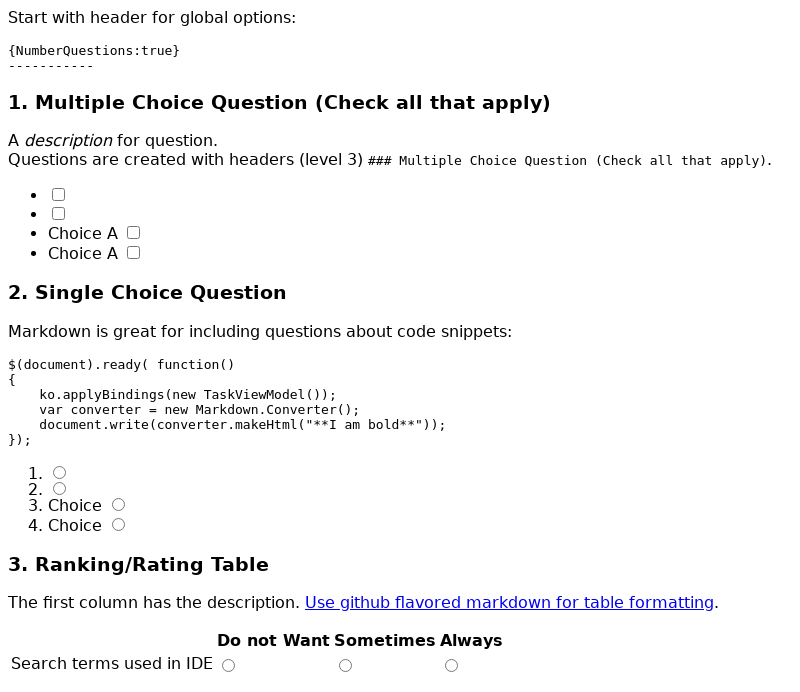 Start with header for global options:
{NumberQuestions:true}
-----------
1. Multiple Choice Question (Check all that apply)
A description for question.
Questions are created with headers (level 3) ### Multiple Choice Question (Check all that apply).
Choice A
Choice A
2. Single Choice Question
Markdown is great for including questions about code snippets:
$(document).ready( function()
{
    ko.applyBindings(new TaskViewModel());
    var converter = new Markdown.Converter();
    document.write(converter.makeHtml("**I am bold**"));
});
1.
2.
3. Choice
4. Choice
3. Ranking/Rating Table
The first column has the description. Use github flavored markdown for table formatting.
Do not Want Sometimes Always
Search terms used in IDE